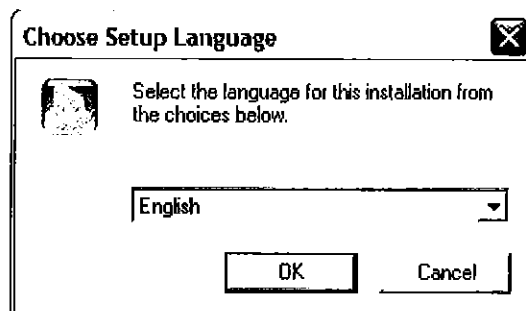 Choose Setup Language
Select the language for this installation from
the choices below.
English
OK
Cancel